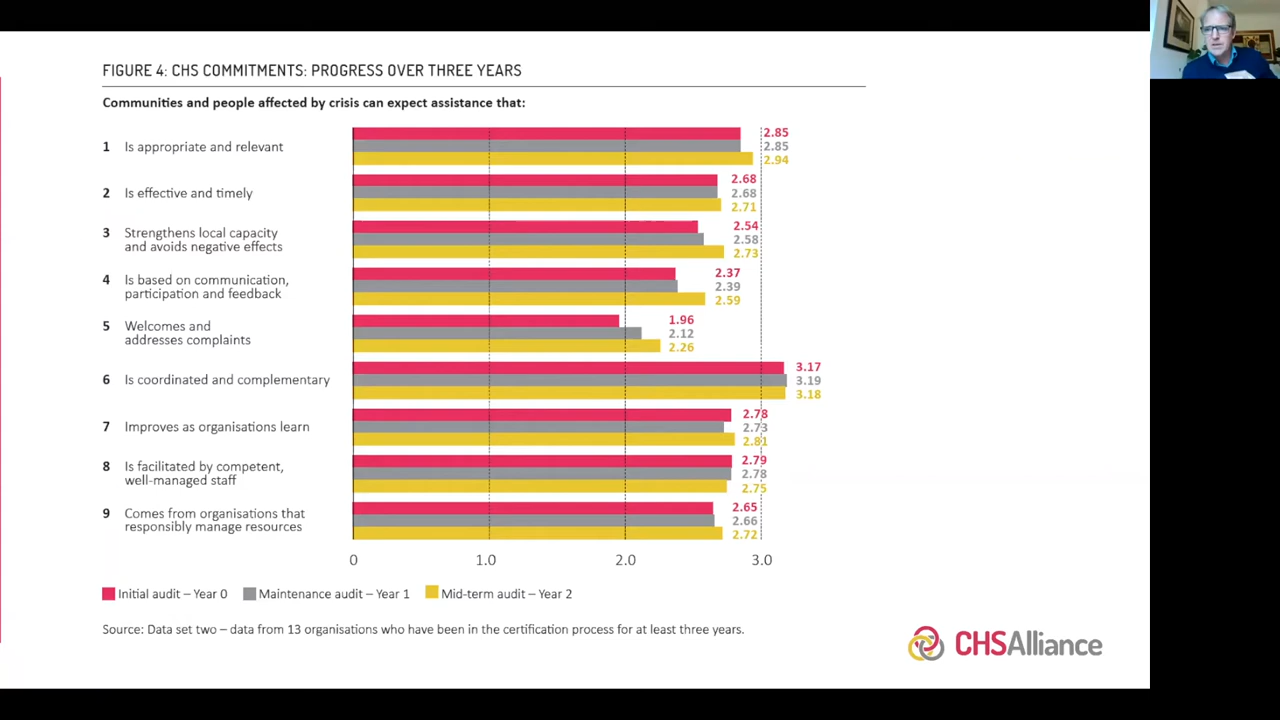 FIGURE 4: CHS COMMITMENTS: PROGRESS OVER THREE YEARS
Communities and people affected by crisis can expect assistance that:
1 Is appropriate and relevant
2.85
2.85
2.94
2 Is effective and timely
2.68
2.68
2.71
3 Strengthens local capacity
and avoids negative effects
2.54
2.58
2.73
4 Is based on communication,
participation and feedback
2.37
2.39
2.59
5 Welcomes and
addresses complaints
1.96
2.12
2.26
6 Is coordinated and complementary
3.17
3.19
3.18
7 Improves as organisations learn
2.78
2.73
2.81
8 Is facilitated by competent,
well-managed staff
2.79
2.78
2.75
9 Comes from organisations that
responsibly manage resources
2.65
2.66
2.72
0 1.0 2.0 3.0
Initial audit – Year 0 Maintenance audit – Year 1 Mid-term audit – Year 2
Source: Data set two – data from 13 organisations who have been in the certification process for at least three years.
CHSAlliance